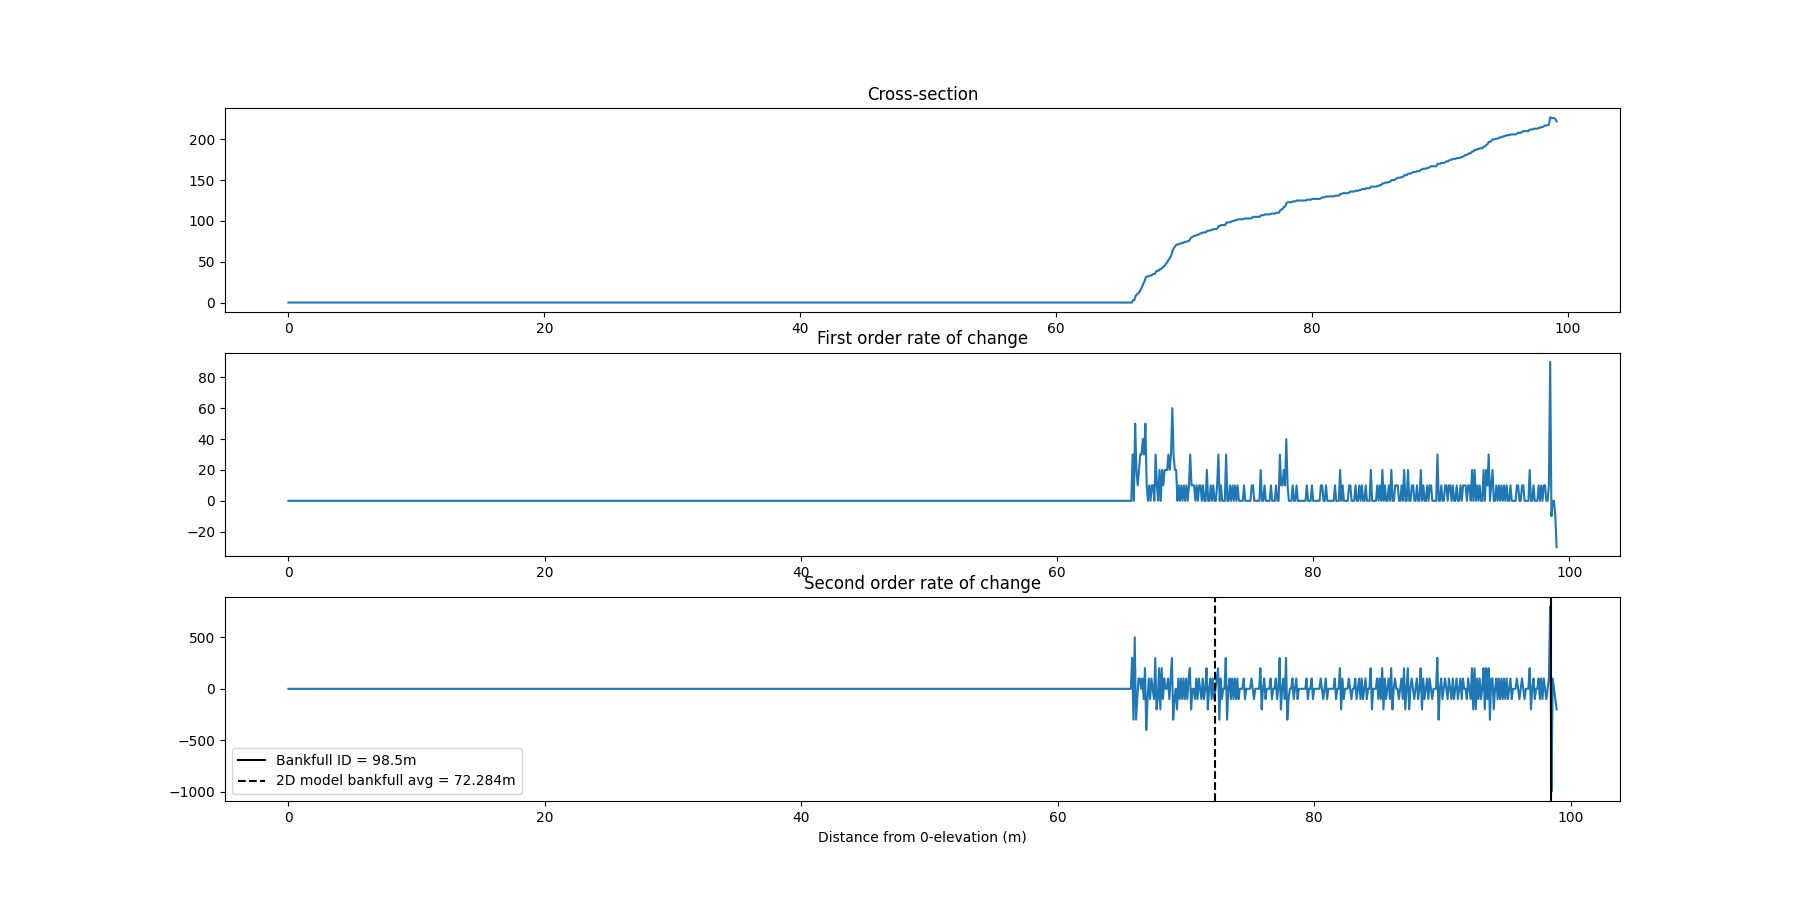 Cross-section
200
150
100
50
0
0 20 40 60 80 100
First order rate of change
80
60
40
20
0
−20
0 20 40 60 80 100
Second order rate of change
500
0
−500
−1000
Bankfull ID = 98.5m
2D model bankfull avg = 72.284m
0 20 40 60 80 100
Distance from 0-elevation (m)